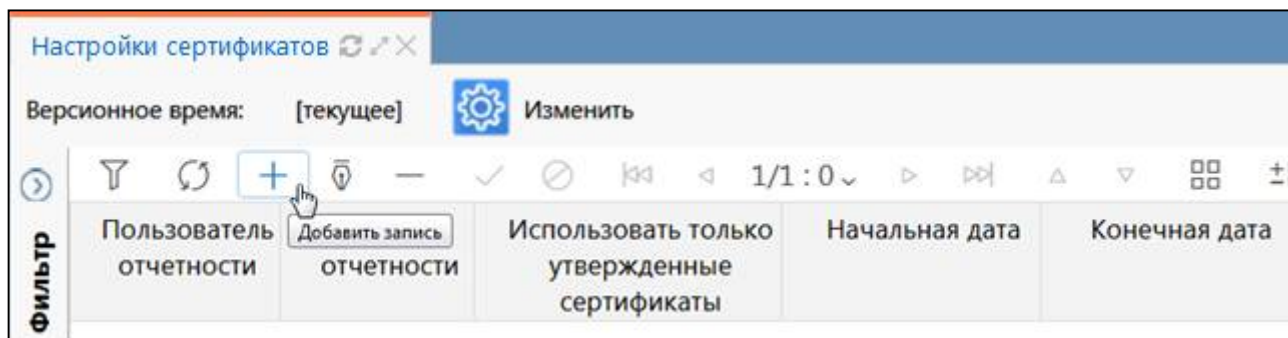 Настройки сертификатов
Версионное время: [текущее] Изменить
1/1 : 0
Фильтр
Пользователь отчетности
Добавить запись
отчетности
Использовать только утвержденные сертификаты
Начальная дата
Конечная дата